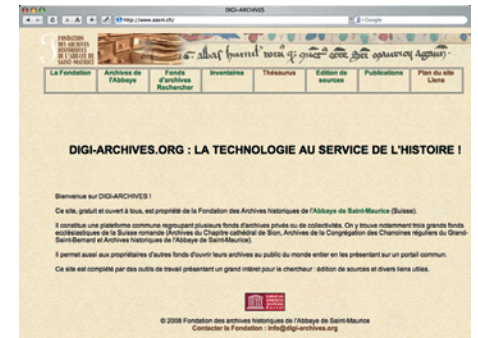 DIGI-ARCHIVES
http://www.aasm.ch/
Google
FONDATION
DES ARCHIVES
HISTORIQUES
DE L'ABBAYE DE
SAINT-MAURICE
La Fondation
Archives de
l'Abbaye
Fonds
d'archives
Rechercher
Inventaires
Thésaurus
Edition de
sources
Publications
Plan du site
Liens
DIGI-ARCHIVES.ORG : LA TECHNOLOGIE AU SERVICE DE L'HISTOIRE !
Bienvenue sur DIGI-ARCHIVES !
Ce site, gratuit et ouvert à tous, est propriété de la Fondation des Archives historiques de l'Abbaye de Saint-Maurice (Suisse).
Il constitue une plateforme commune regroupant plusieurs fonds d'archives privés ou de collectivités. On y trouve notamment trois grands fonds
ecclésiastiques de la Suisse romande (Archives du Chapitre cathédral de Sion, Archives de la Congrégation des Chanoines réguliers du Grand-
Saint-Bernard et Archives historiques de l'Abbaye de Saint-Maurice).
Il permet aussi aux propriétaires d'autres fonds d'ouvrir leurs archives au public du monde entier en les présentant sur un portail commun.
Ce site est complété par des outils de travail présentant un grand intérêt pour le chercheur : édition de sources et divers liens utiles.
© 2008 Fondation des archives historiques de l'Abbaye de Saint-Maurice
Contacter la Fondation : info@digi-archives.org